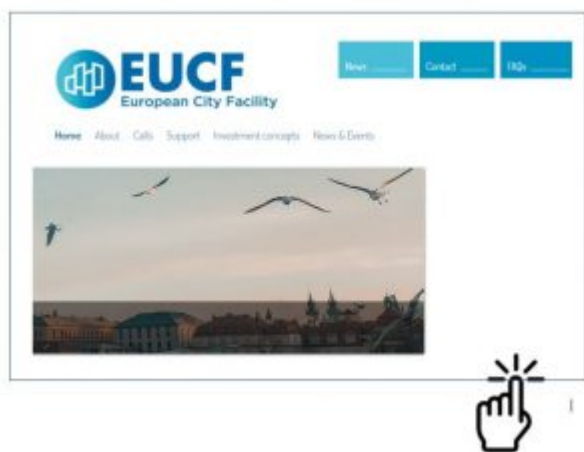 EUCF
European City Facility
News
Contact
FAQs
Home About Calls Support Investment concepts News & Events